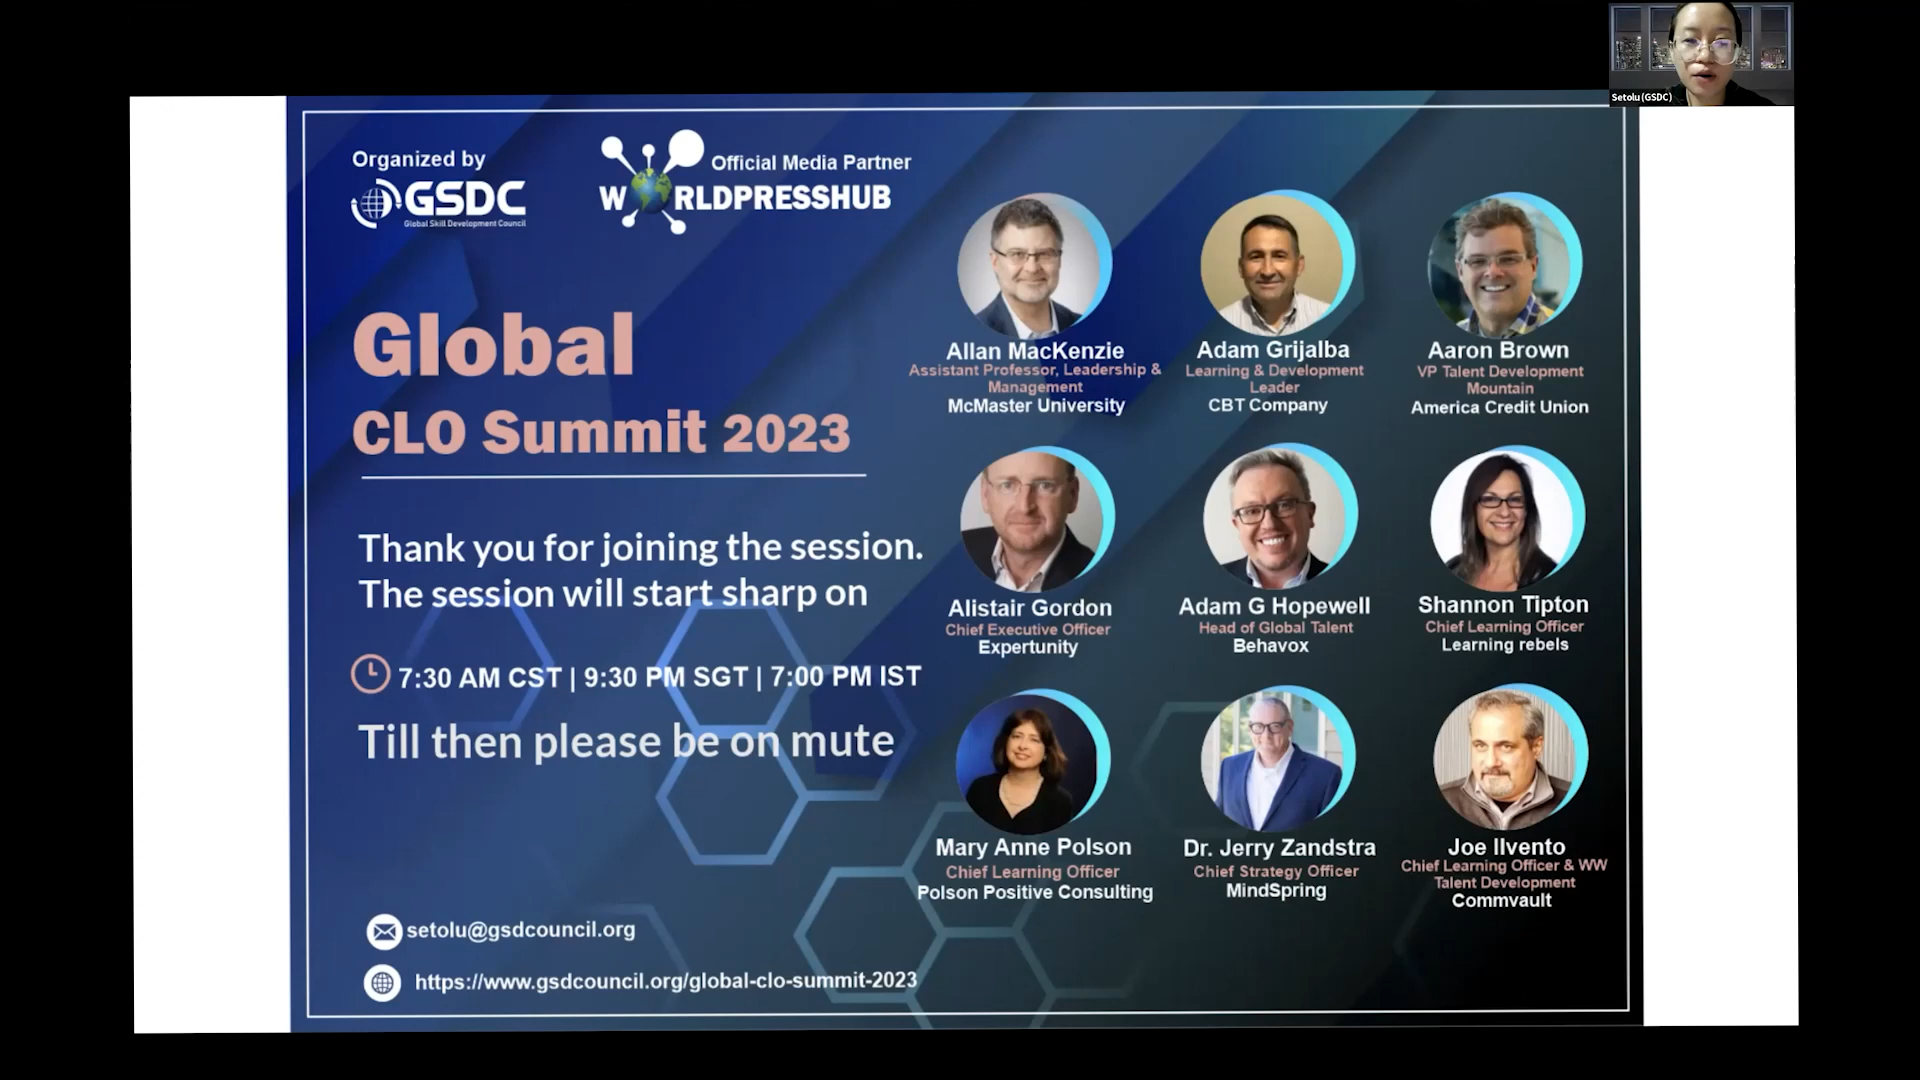 Setolu (GSDC)
Organized by
GSDC
Global Skill Development Council
Official Media Partner
W RLDPRESSHUB
Global
CLO Summit 2023
Thank you for joining the session.
The session will start sharp on
7:30 AM CST | 9:30 PM SGT | 7:00 PM IST
Till then please be on mute
setolu@gsdcouncil.org
https://www.gsdcouncil.org/global-clo-summit-2023
Allan MacKenzie
Assistant Professor, Leadership &
Management
McMaster University
Adam Grijalba
Learning & Development
Leader
CBT Company
Aaron Brown
VP Talent Development
Mountain
America Credit Union
Alistair Gordon
Chief Executive Officer
Expertunity
Adam G Hopewell
Head of Global Talent
Behavox
Shannon Tipton
Chief Learning Officer
Learning rebels
Mary Anne Polson
Chief Learning Officer
Polson Positive Consulting
Dr. Jerry Zandstra
Chief Strategy Officer
MindSpring
Joe Ilvento
Chief Learning Officer & WW
Talent Development
Commvault